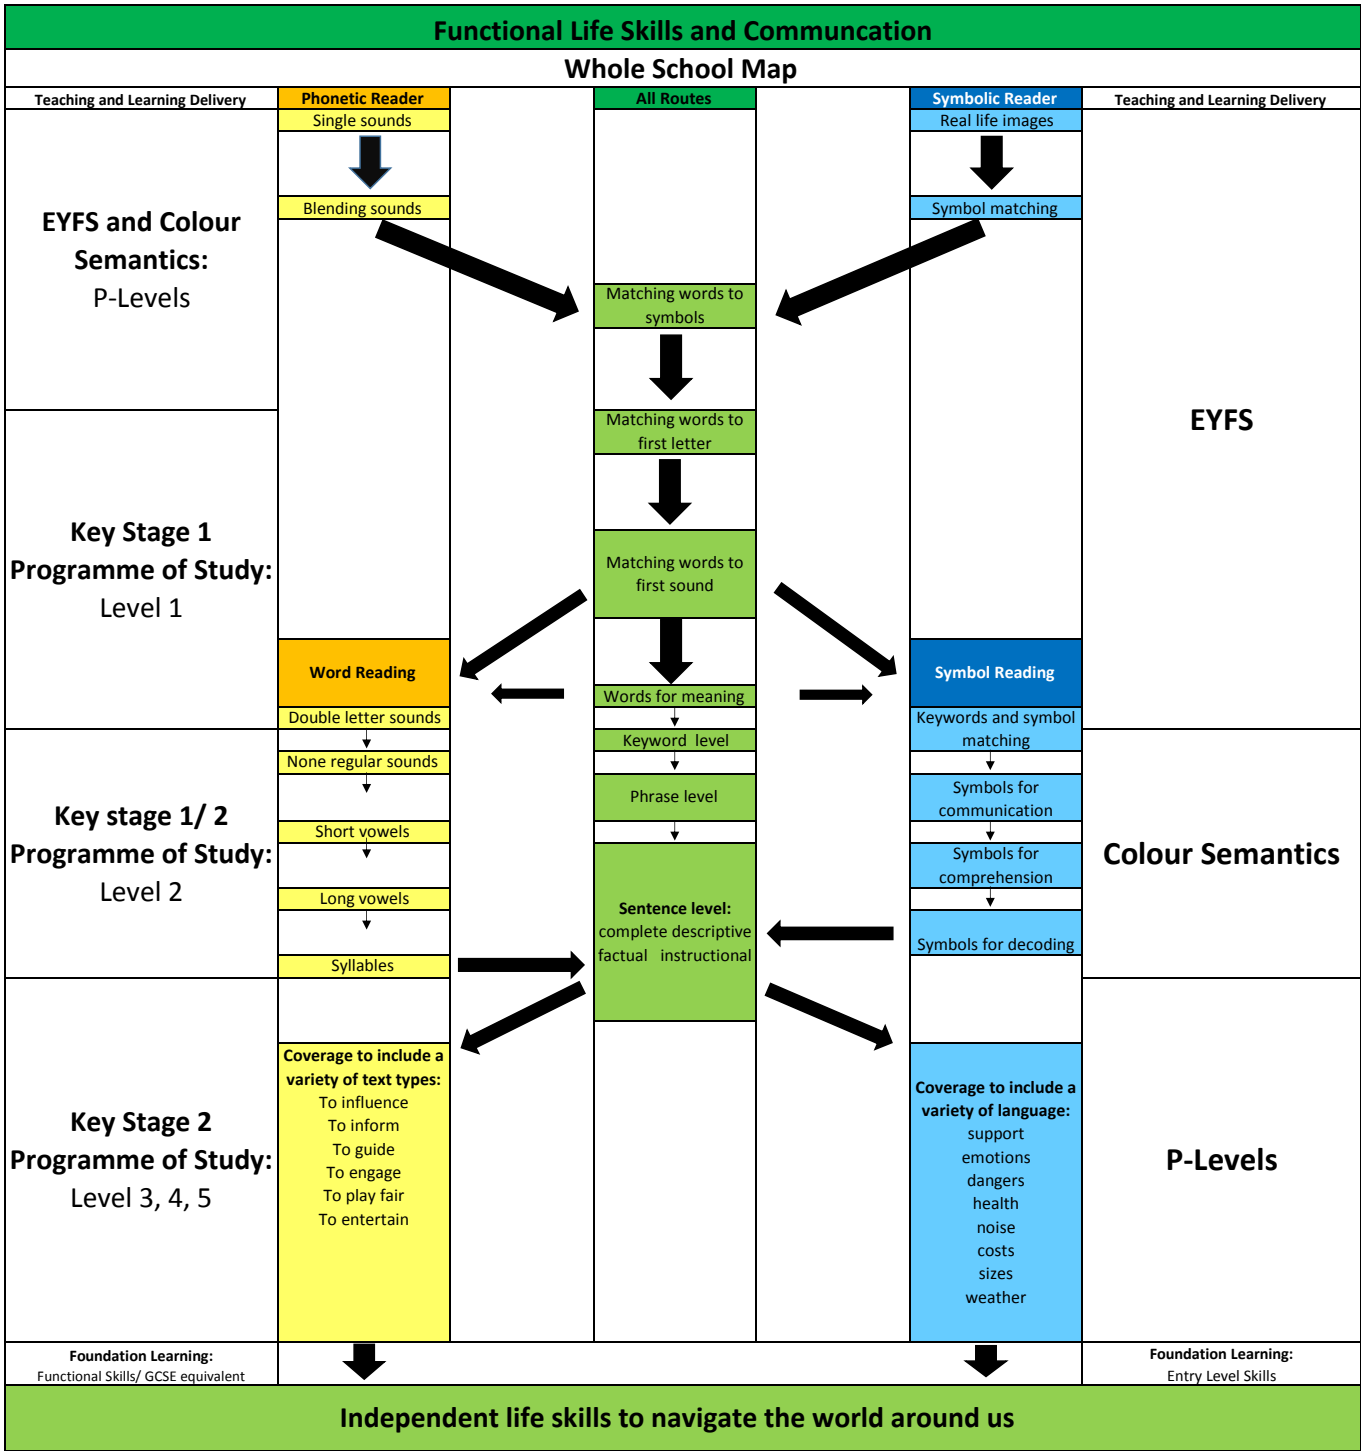 Functional Life Skills and Communcation
Whole School Map
Teaching and Learning Delivery
Phonetic Reader
All Routes
Symbolic Reader
Teaching and Learning Delivery
EYFS and Colour
Semantics:
P-Levels
Key Stage 1
Programme of Study:
Level 1
Key stage 1/ 2
Programme of Study:
Level 2
Key Stage 2
Programme of Study:
Level 3, 4, 5
Foundation Learning:
Functional Skills/ GCSE equivalent
Single sounds
Blending sounds
Word Reading
Double letter sounds
None regular sounds
Short vowels
Long vowels
Syllables
Coverage to include a
variety of text types:
To influence
To inform
To guide
To engage
To play fair
To entertain
Matching words to
symbols
Matching words to
first letter
Matching words to
first sound
Words for meaning
Keyword level
Phrase level
Sentence level:
complete descriptive
factual instructional
Real life images
Symbol matching
Symbol Reading
Keywords and symbol
matching
Symbols for
communication
Symbols for
comprehension
Symbols for decoding
Coverage to include a
variety of language:
support
emotions
dangers
health
noise
costs
sizes
weather
EYFS
Colour Semantics
P-Levels
Foundation Learning:
Entry Level Skills
Independent life skills to navigate the world around us